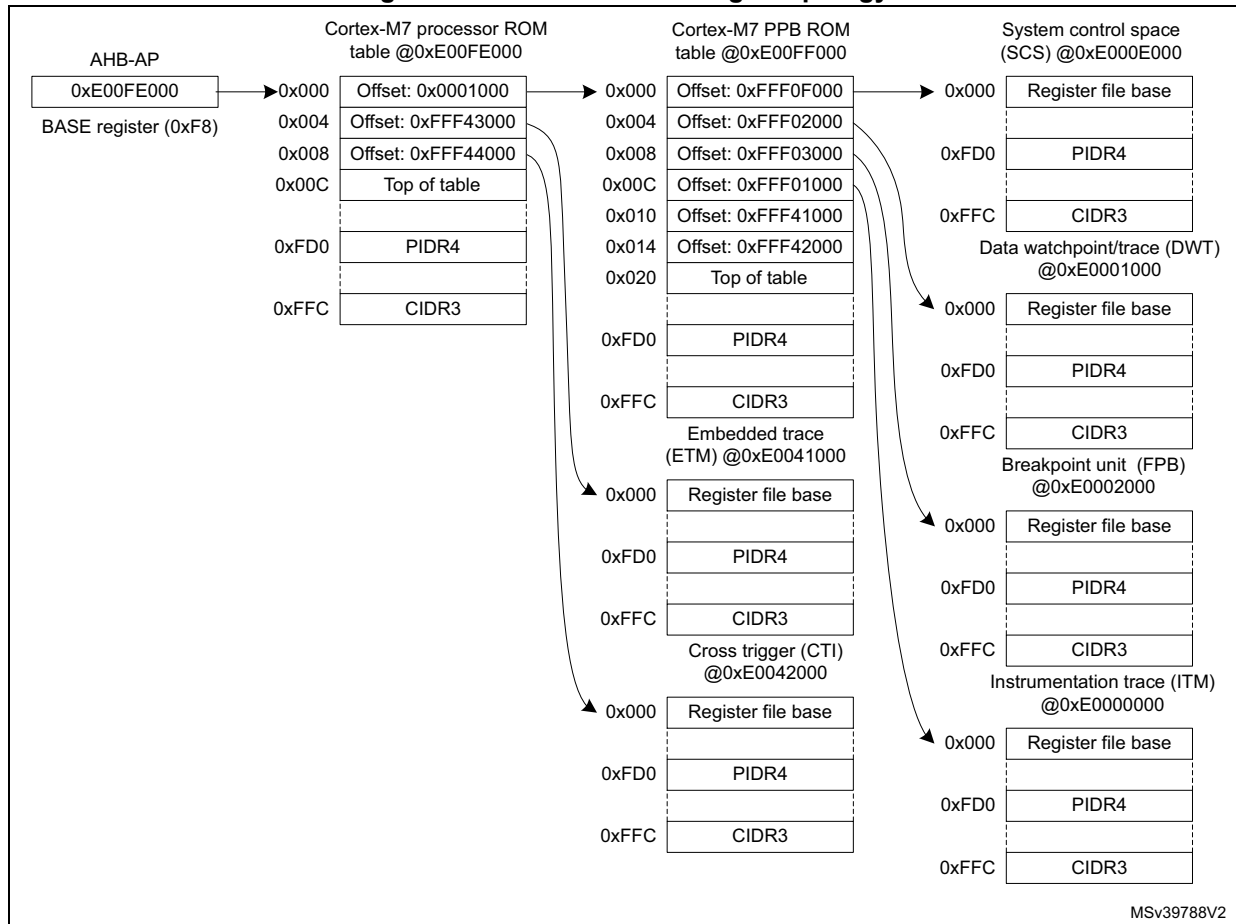 AHB-AP
0xE00FE000
BASE register (0xF8)
Cortex-M7 processor ROM
table @0xE00FE000
0x000 Offset: 0x0001000
0x004 Offset: 0xFFF43000
0x008 Offset: 0xFFF44000
0x00C Top of table
0xFD0 PIDR4
0xFFC CIDR3
Cortex-M7 PPB ROM
table @0xE00FF000
0x000 Offset: 0xFFF0F000
0x004 Offset: 0xFFF02000
0x008 Offset: 0xFFF03000
0x00C Offset: 0xFFF01000
0x010 Offset: 0xFFF41000
0x014 Offset: 0xFFF42000
0x020 Top of table
0xFD0 PIDR4
0xFFC CIDR3
Embedded trace
(ETM) @0xE0041000
0x000 Register file base
0xFD0 PIDR4
0xFFC CIDR3
Cross trigger (CTI)
@0xE0042000
0x000 Register file base
0xFD0 PIDR4
0xFFC CIDR3
System control space
(SCS) @0xE000E000
0x000 Register file base
0xFD0 PIDR4
0xFFC CIDR3
Data watchpoint/trace (DWT)
@0xE0001000
0x000 Register file base
0xFD0 PIDR4
0xFFC CIDR3
Breakpoint unit (FPB)
@0xE0002000
0x000 Register file base
0xFD0 PIDR4
0xFFC CIDR3
Instrumentation trace (ITM)
@0xE0000000
0x000 Register file base
0xFD0 PIDR4
0xFFC CIDR3
MSv39788V2